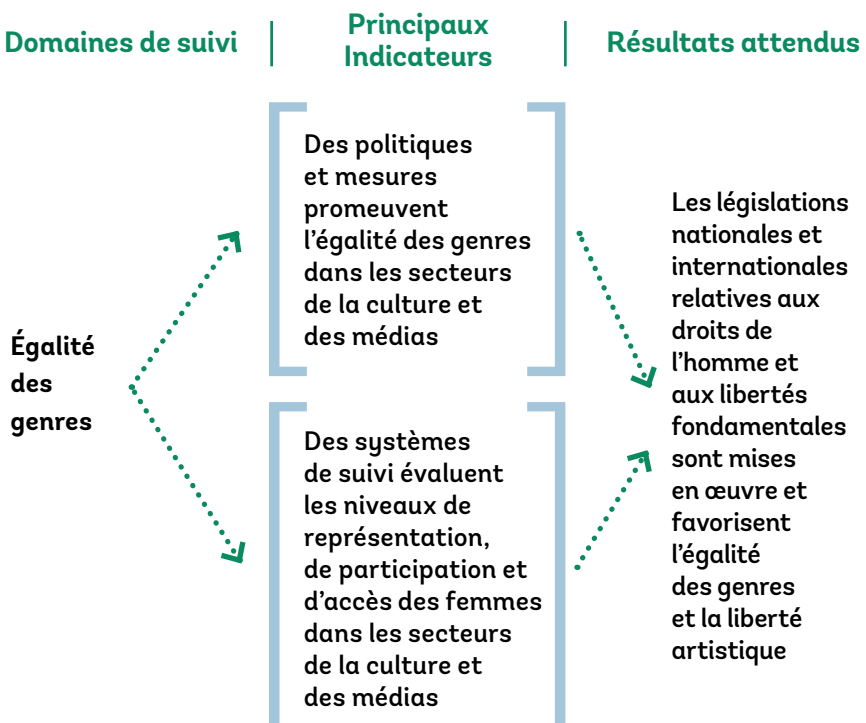 Domaines de suivi
Principaux
Indicateurs
Résultats attendus
Égalité
des
genres
Des politiques
et mesures
promeuvent
l'égalité des genres
dans les secteurs
de la culture et
des médias
Des systèmes
de suivi évaluent
les niveaux de
représentation,
de participation et
d'accès des femmes
dans les secteurs
de la culture et
des médias
Les législations
nationales et
internationales
relatives aux
droits de
l'homme et
aux libertés
fondamentales
sont mises
en œuvre et
favorisent
l'égalité
des genres
et la liberté
artistique